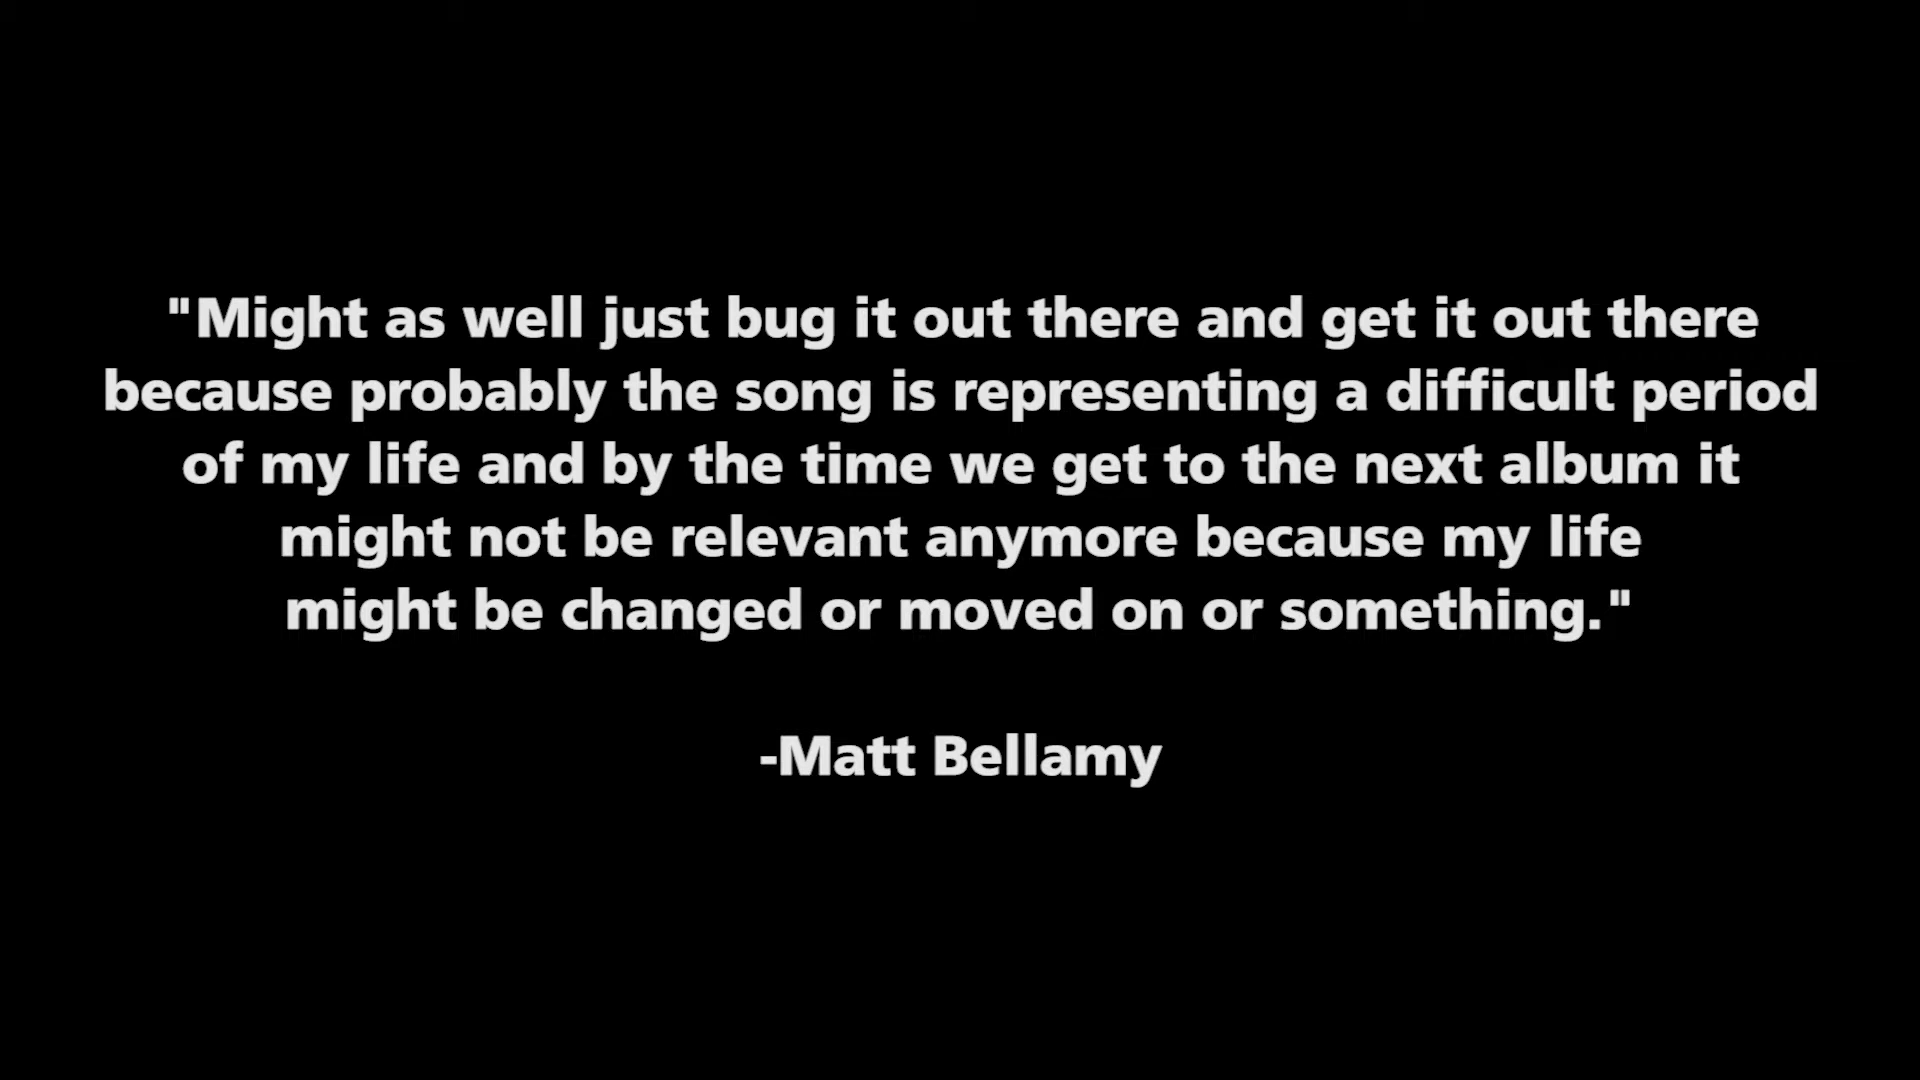 "Might as well just bug it out there and get it out there
because probably the song is representing a difficult period
of my life and by the time we get to the next album it
might not be relevant anymore because my life
might be changed or moved on or something."
-Matt Bellamy